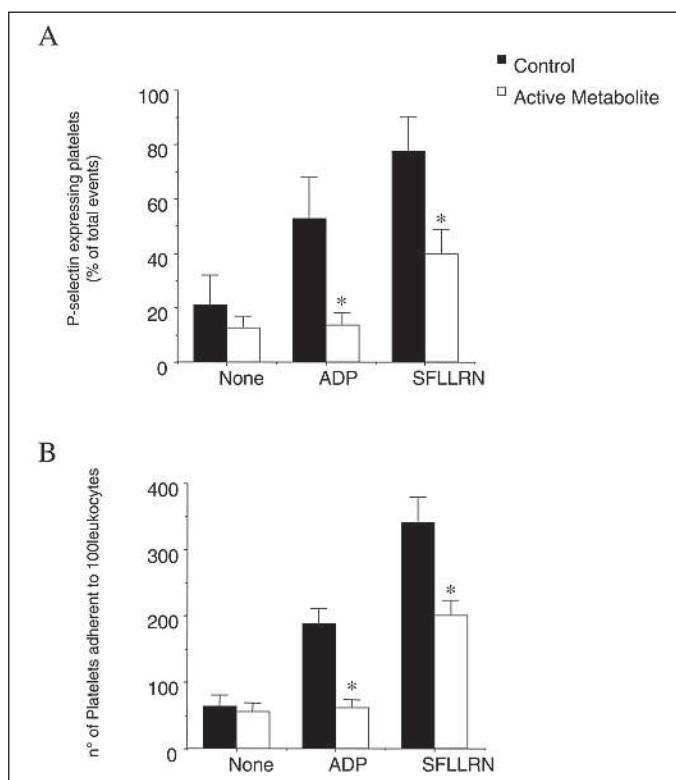 A
Control
Active Metabolite
P-selectin expressing platelets
(% of total events)
100
80
60
40
20
0
*
*
None ADP SFLLRN
B
n° of Platelets adherent to 100leukocytes
400
300
200
100
0
*
*
None ADP SFLLRN